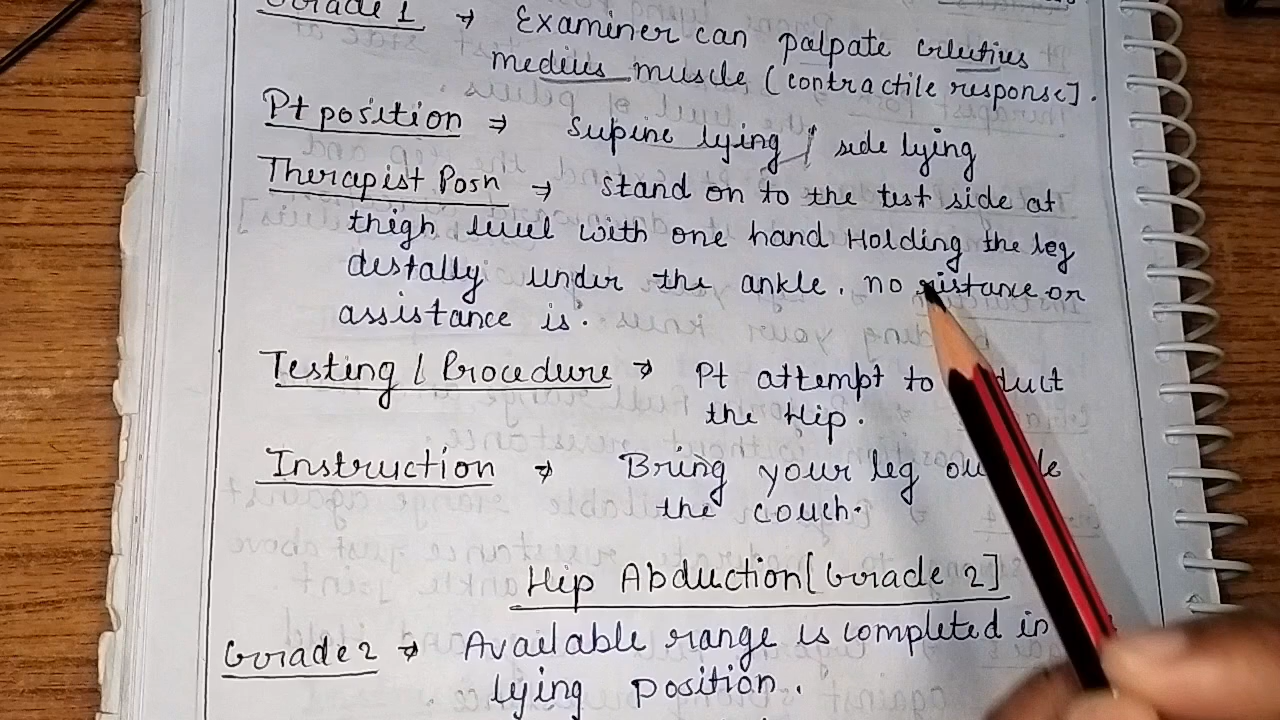 Grade 1 → Examiner can palpate Gluteus
medius muscle (contractile response].
Pt position ⇒ Supine lying / side lying
Therapist Posn → stand on to the test side at
thigh level with one hand Holding the leg
distally under the ankle. no
or
assistance is.
Testing / Procedure → Pt attempt to
the Hip.
Instruction → Bring your leg
the couch.
Hip Abduction [Grade 2]
Grade 2 → Available range is completed in
lying position.